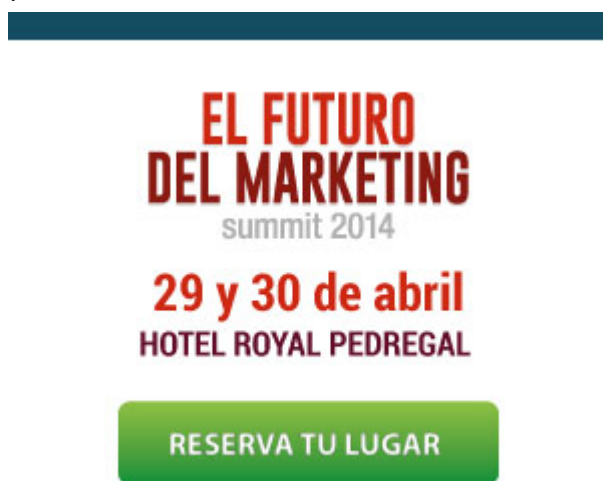 EL FUTURO
DEL MARKETING
summit 2014
29 y 30 de abril
HOTEL ROYAL PEDREGAL
RESERVA TU LUGAR